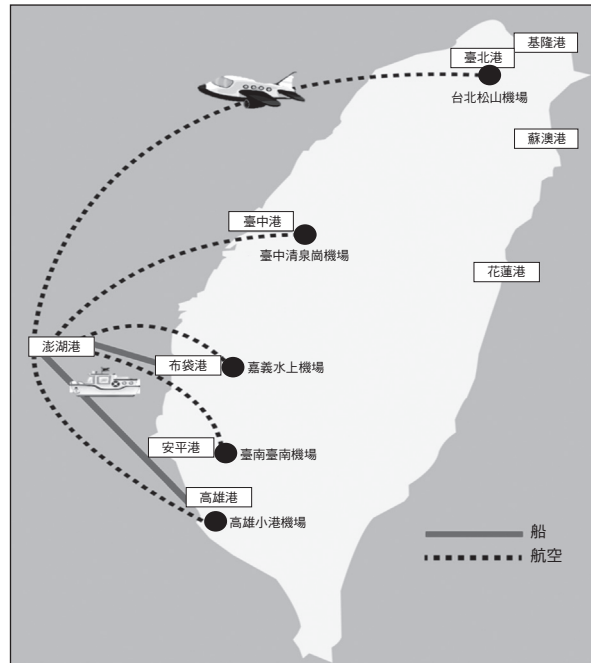 基隆港
臺北港
台北松山機場
蘇澳港
臺中港
臺中清泉崗機場
花蓮港
澎湖港
布袋港
嘉義水上機場
安平港
臺南臺南機場
高雄港
高雄小港機場
船
航空